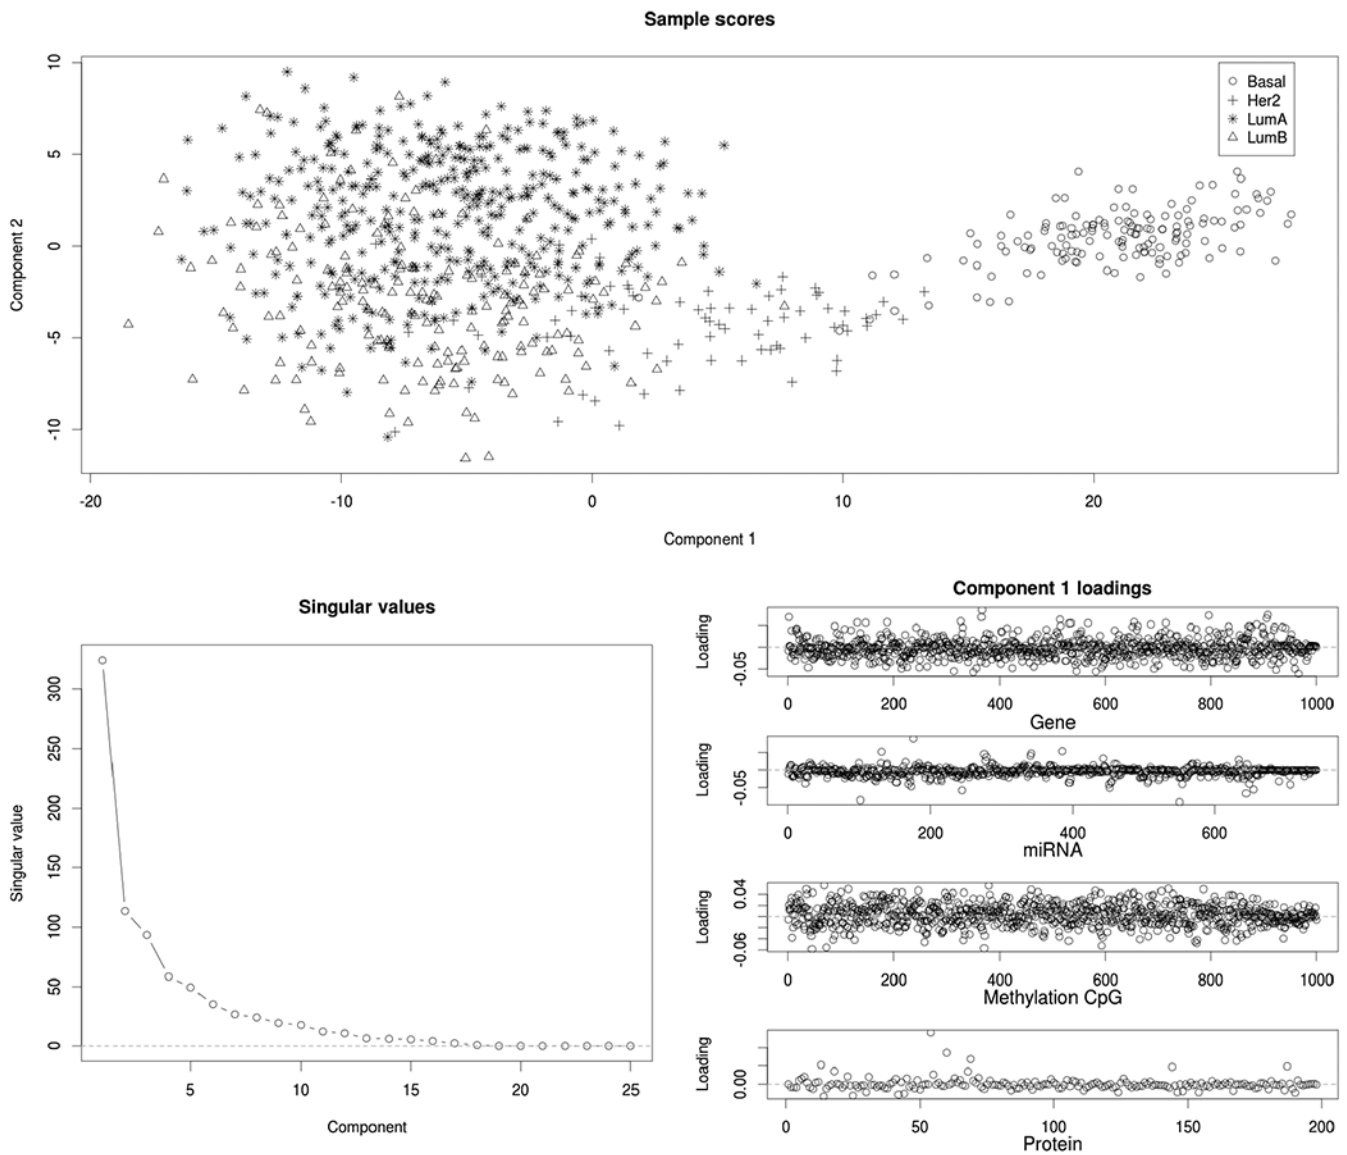 Sample scores
10
5
0
-5
-10
Component 2
Basal
Her2
LumA
LumB
-20 -10 0 10 20
Component 1
Singular values
300
250
200
150
100
50
0
Singular value
5 10 15 20 25
Component
Component 1 loadings
Loading
-0.05
0 200 400 600 800 1000
Gene
Loading
-0.05
0 200 400 600
miRNA
Loading
0.04
-0.06
0 200 400 600 800 1000
Methylation CpG
Loading
0.00
0 50 100 150 200
Protein